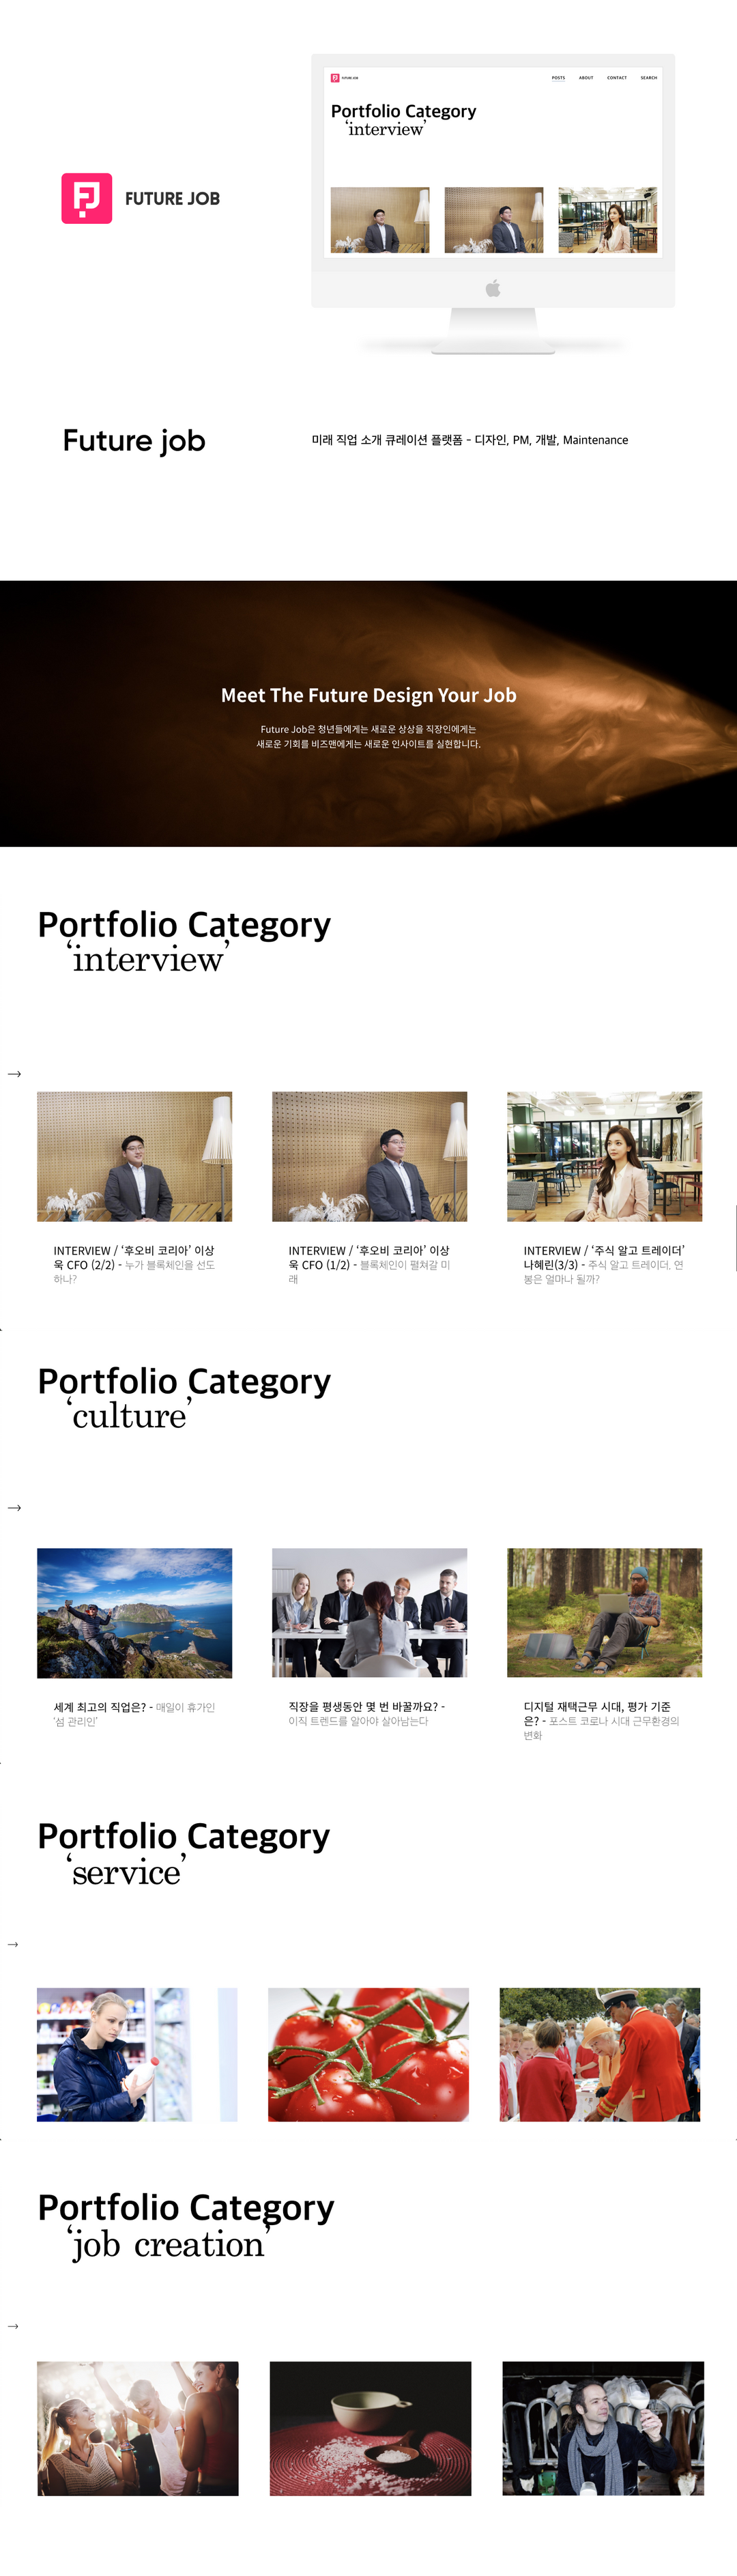 FUTURE JOB
POSTS ABOUT CONTACT SEARCH
Portfolio Category
‘interview’
FUTURE JOB
Future job
미래 직업 소개 큐레이션 플랫폼 – 디자인, PM, 개발, Maintenance
Meet The Future Design Your Job
Future Job은 청년들에게는 새로운 상상을 직장인에게는
새로운 기회를 비즈맨에게는 새로운 인사이트를 실현합니다.
Portfolio Category
‘interview’
INTERVIEW / ‘후오비 코리아’ 이상
욱 CFO (2/2) - 누가 블록체인을 선도
하나?
INTERVIEW / ‘후오비 코리아’ 이상
욱 CFO (1/2) - 블록체인이 펼쳐갈 미
래
INTERVIEW / ‘주식 알고 트레이더’
나혜린(3/3) - 주식 알고 트레이더, 연
봉은 얼마나 될까?
Portfolio Category
‘culture’
세계 최고의 직업은? - 매일이 휴가인
‘섬 관리인’
직장을 평생동안 몇 번 바꿀까요? -
이직 트렌드를 알아야 살아남는다
디지털 재택근무 시대, 평가 기준
은? - 포스트 코로나 시대 근무환경의
변화
Portfolio Category
‘service’
Portfolio Category
‘job creation’